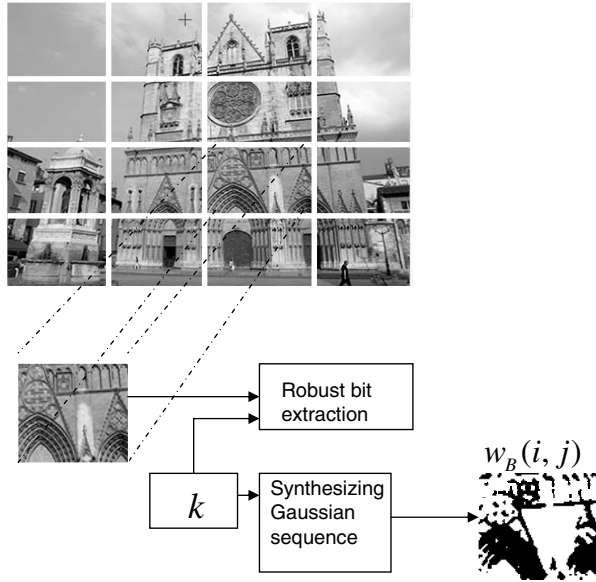 Robust bit
extraction
w_B(i, j)
k
Synthesizing
Gaussian
sequence